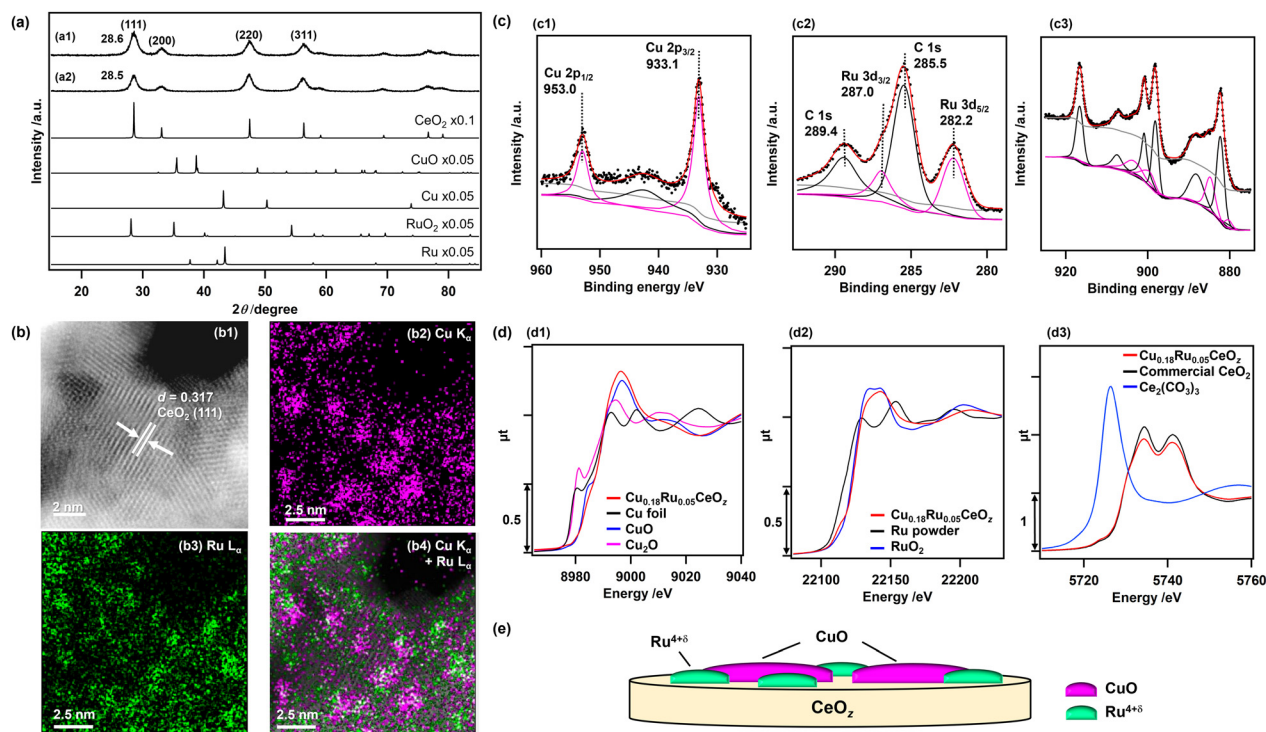 (a)
(a1)
28.6
(111)
(200)
(220)
(311)
(a2)
28.5
CeO₂ x0.1
CuO x0.05
Cu x0.05
RuO₂ x0.05
Ru x0.05
Intensity /a.u.
20 30 40 50 60 70 80
2θ /degree
(b)
(b1)
d = 0.317
CeO₂ (111)
2 nm
(b2) Cu Kα
2.5 nm
(b3) Ru Lα
2.5 nm
(b4) Cu Kα
+ Ru Lα
2.5 nm
(c)
(c1)
Cu 2p₃/₂
933.1
Cu 2p₁/₂
953.0
Intensity /a.u.
960 950 940 930
Binding energy /eV
(c2)
C 1s
285.5
Ru 3d₃/₂
287.0
Ru 3d₅/₂
282.2
C 1s
289.4
Intensity /a.u.
291 288 285 282 279
Binding energy /eV
(c3)
Intensity /a.u.
920 900 880
Binding energy /eV
(d)
(d1)
μt
0.5
Cu₀.₁₈Ru₀.₀₅CeO𝑧
Cu foil
CuO
Cu₂O
8980 9000 9020 9040
Energy /eV
(d2)
μt
0.5
Cu₀.₁₈Ru₀.₀₅CeO𝑧
Ru powder
RuO₂
22100 22150 22200
Energy /eV
(d3)
Cu₀.₁₈Ru₀.₀₅CeO𝑧
Commercial CeO₂
Ce₂(CO₃)₃
μt
1
5720 5740 5760
Energy /eV
(e)
Ru⁴⁺ᵟ
CuO
CeO𝑧
CuO
Ru⁴⁺ᵟ